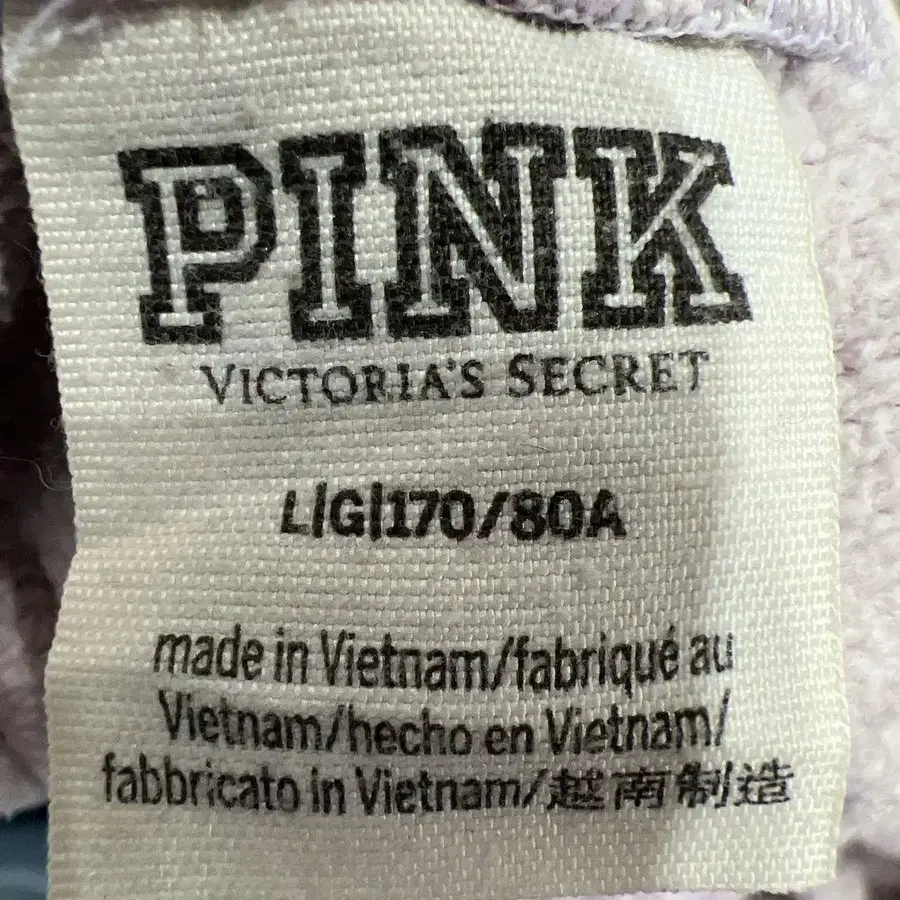 PINK
VICTORIA'S SECRET
L|G|170/80A
made in Vietnam/fabriqué au
Vietnam/hecho en Vietnam/
fabbricato in Vietnam/越南制造